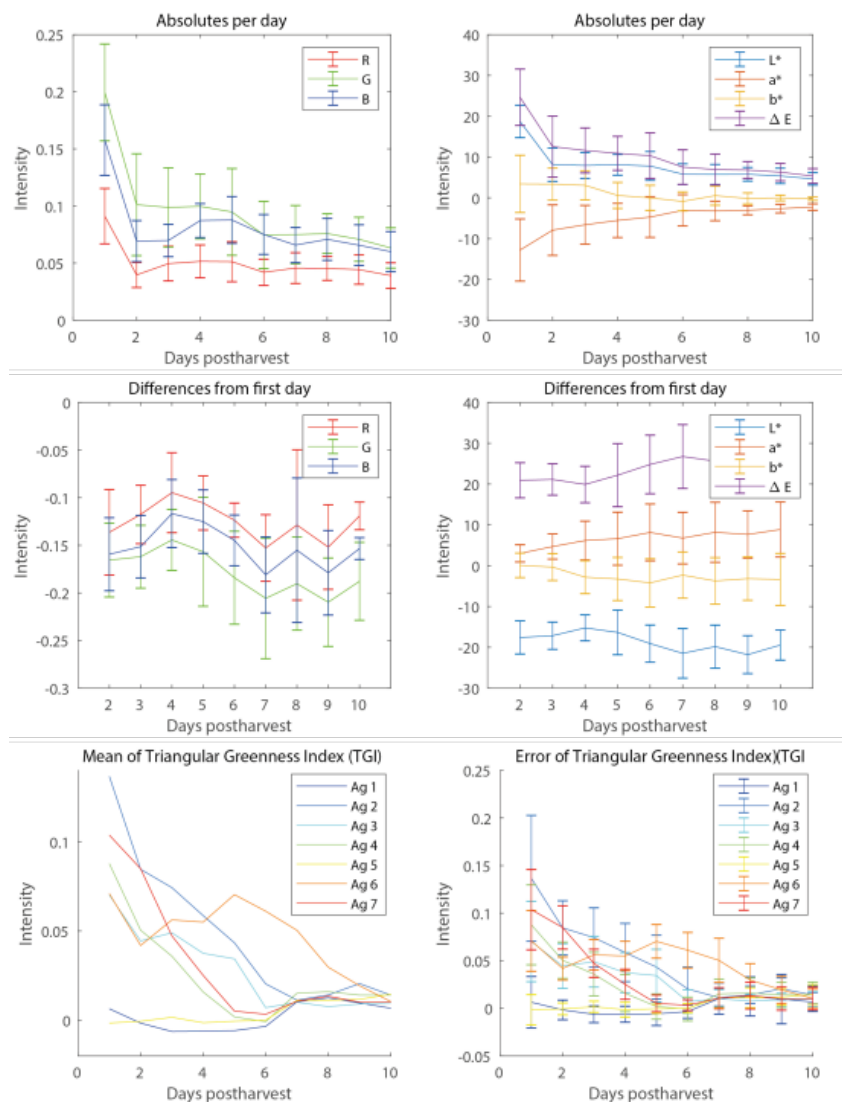 Absolutes per day
0.25
0.2
0.15
0.1
0.05
0
Intensity
R
G
B
0 2 4 6 8 10
Days postharvest
Absolutes per day
40
30
20
10
0
-10
-20
-30
Intensity
L*
a*
b*
Δ E
0 2 4 6 8 10
Days postharvest
Differences from first day
0
-0.05
-0.1
-0.15
-0.2
-0.25
-0.3
Intensity
R
G
B
2 3 4 5 6 7 8 9 10
Days postharvest
Differences from first day
40
30
20
10
0
-10
-20
-30
Intensity
L*
a*
b*
Δ E
2 3 4 5 6 7 8 9 10
Days postharvest
Mean of Triangular Greenness Index (TGI)
0.1
0.05
0
Intensity
Ag 1
Ag 2
Ag 3
Ag 4
Ag 5
Ag 6
Ag 7
0 2 4 6 8 10
Days postharvest
Error of Triangular Greenness Index)(TGI
0.25
0.2
0.15
0.1
0.05
0
-0.05
Intensity
Ag 1
Ag 2
Ag 3
Ag 4
Ag 5
Ag 6
Ag 7
0 2 4 6 8 10
Days postharvest